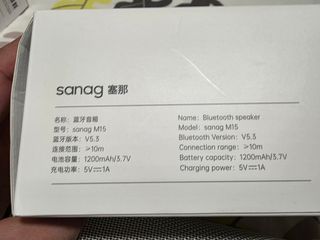 sanag 塞那
名称：蓝牙音箱
型号：sanag M15
蓝牙版本：V5.3
连接范围：≥10m
电池容量：1200mAh/3.7V
充电功率：5V⎓1A
Name: Bluetooth speaker
Model: sanag M15
Bluetooth Version: V5.3
Connection range: ≥10m
Battery capacity: 1200mAh/3.7V
Charging power: 5V⎓1A